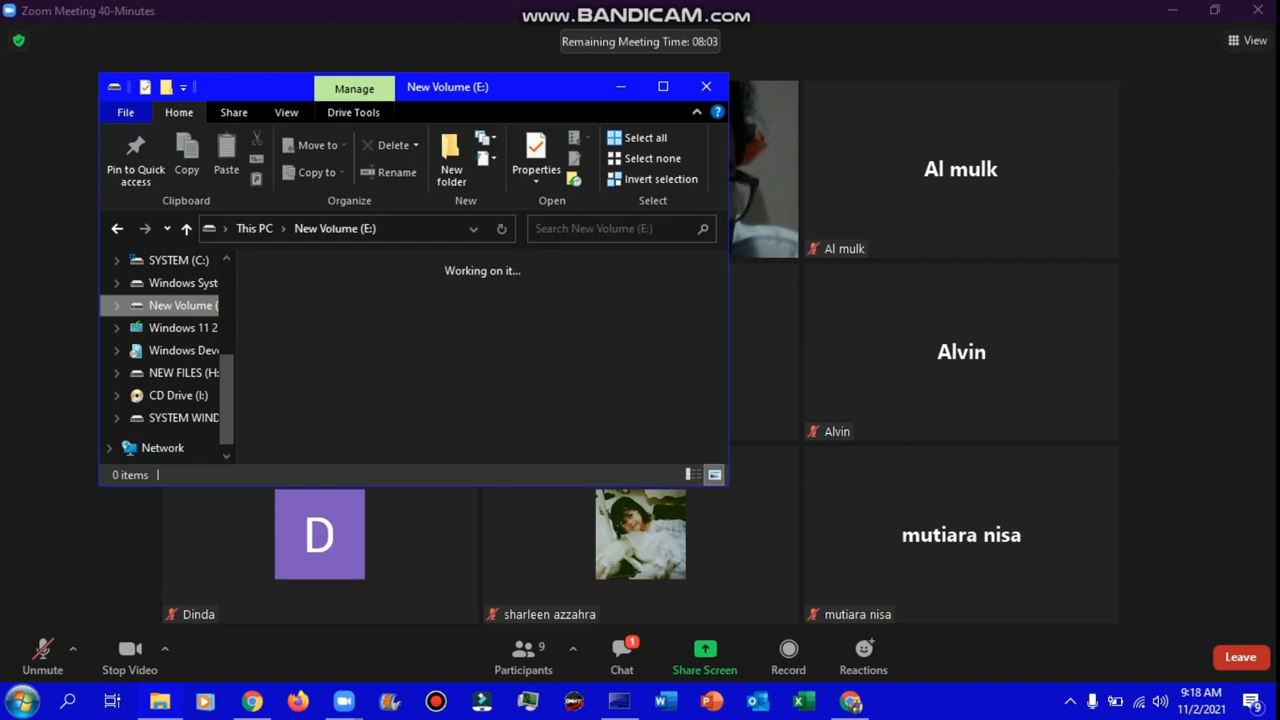 Zoom Meeting 40-Minutes
www.BANDICAM.com
Remaining Meeting Time: 08:03
View
Manage
New Volume (E:)
File
Home
Share
View
Drive Tools
Pin to Quick access
Copy
Paste
Move to
Copy to
Delete
Rename
New folder
Properties
Select all
Select none
Invert selection
Clipboard
Organize
New
Open
Select
This PC
New Volume (E:)
Search New Volume (E:)
SYSTEM (C:)
Windows Syst
New Volume (
Windows 11 2
Windows Dev
NEW FILES (H:
CD Drive (I:)
SYSTEM WIND
Network
Working on it...
0 items
Al mulk
Al mulk
Alvin
Alvin
D
Dinda
sharleen azzahra
mutiara nisa
mutiara nisa
Unmute
Stop Video
9
Participants
1
Chat
Share Screen
Record
Reactions
Leave
9:18 AM
11/2/2021
9